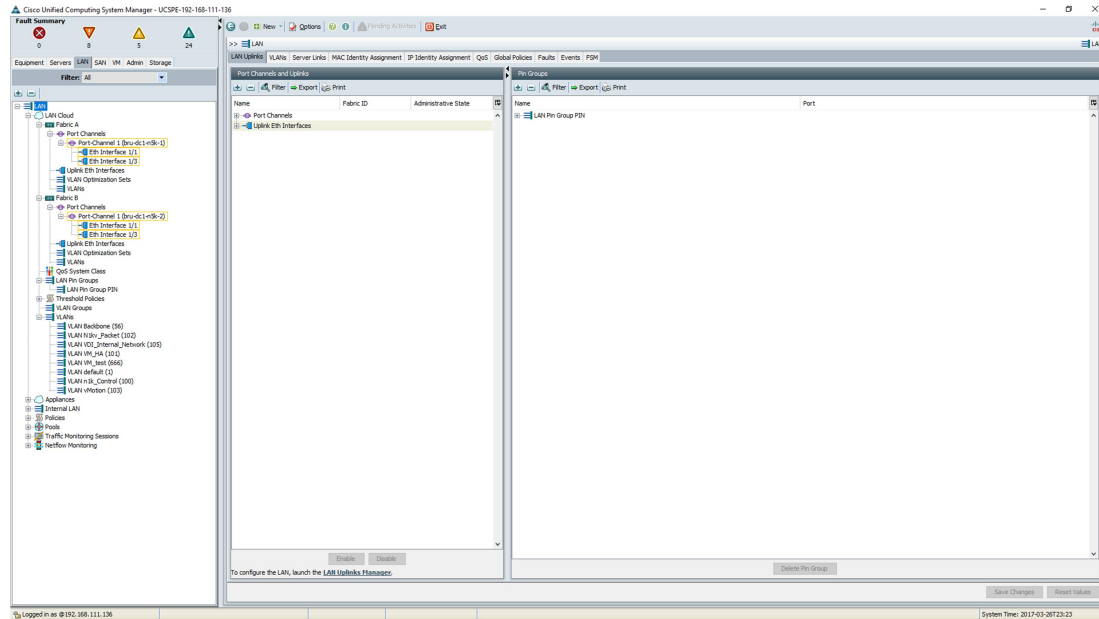 Cisco Unified Computing System Manager - UCSPE-192-168-111-136
Fault Summary
0 8 5 24
New Options Pending Activities Exit
>> LAN
Equipment Servers LAN SAN VM Admin Storage
Filter: All
LAN
LAN Cloud
Fabric A
Port Channels
Port-Channel 1 (bru-dc1-n5k-1)
Eth Interface 1/1
Eth Interface 1/3
Uplink Eth Interfaces
VLAN Optimization Sets
VLANs
Fabric B
Port Channels
Port-Channel 1 (bru-dc1-n5k-2)
Eth Interface 1/1
Eth Interface 1/3
Uplink Eth Interfaces
VLAN Optimization Sets
VLANs
QoS System Class
LAN Pin Groups
LAN Pin Group PIN
Threshold Policies
VLAN Groups
VLANs
VLAN Backbone (56)
VLAN N1kv_Packet (102)
VLAN VDI_Internal_Network (105)
VLAN VM_HA (101)
VLAN VM_test (666)
VLAN default (1)
VLAN n1k_Control (100)
VLAN vMotion (103)
Appliances
Internal LAN
Policies
Pools
Traffic Monitoring Sessions
Netflow Monitoring
LAN Uplinks VLANs Server Links MAC Identity Assignment IP Identity Assignment QoS Global Policies Faults Events FSM
Port Channels and Uplinks
Filter Export Print
Name Fabric ID Administrative State
Port Channels
Uplink Eth Interfaces
Enable Disable
To configure the LAN, launch the LAN Uplinks Manager.
Pin Groups
Filter Export Print
Name Port
LAN Pin Group PIN
Delete Pin Group
Save Changes Reset Values
Logged in as @192.168.111.136
System Time: 2017-03-26T23:23